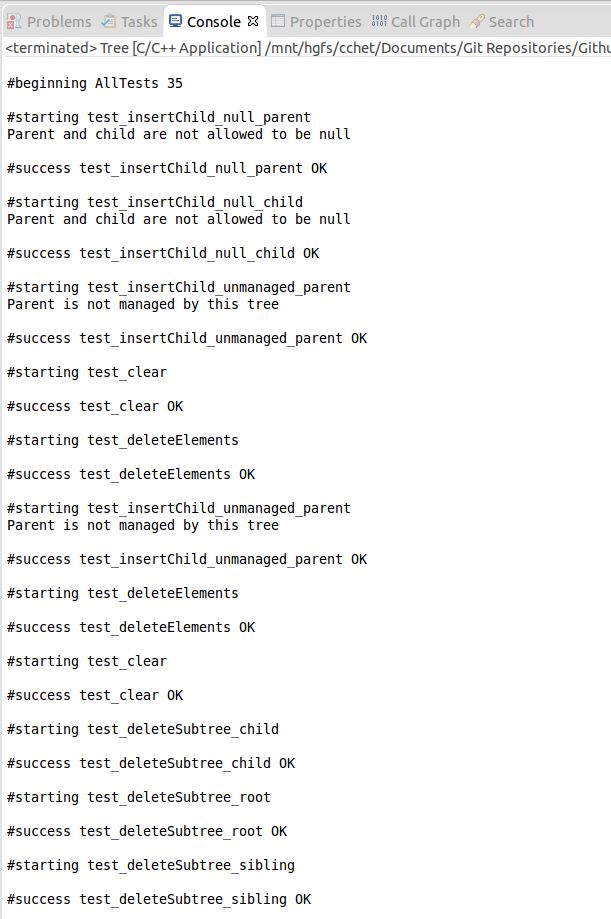 Problems Tasks Console Properties 1010 0101 Call Graph Search
<terminated> Tree [C/C++ Application] /mnt/hgfs/cchet/Documents/Git Repositories/Githu
#beginning AllTests 35
#starting test_insertChild_null_parent
Parent and child are not allowed to be null
#success test_insertChild_null_parent OK
#starting test_insertChild_null_child
Parent and child are not allowed to be null
#success test_insertChild_null_child OK
#starting test_insertChild_unmanaged_parent
Parent is not managed by this tree
#success test_insertChild_unmanaged_parent OK
#starting test_clear
#success test_clear OK
#starting test_deleteElements
#success test_deleteElements OK
#starting test_insertChild_unmanaged_parent
Parent is not managed by this tree
#success test_insertChild_unmanaged_parent OK
#starting test_deleteElements
#success test_deleteElements OK
#starting test_clear
#success test_clear OK
#starting test_deleteSubtree_child
#success test_deleteSubtree_child OK
#starting test_deleteSubtree_root
#success test_deleteSubtree_root OK
#starting test_deleteSubtree_sibling
#success test_deleteSubtree_sibling OK